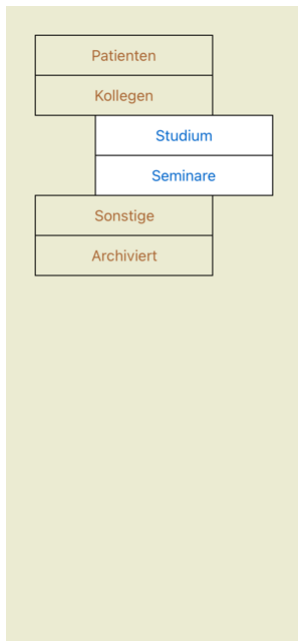 Patienten
Kollegen
Studium
Seminare
Sonstige
Archiviert